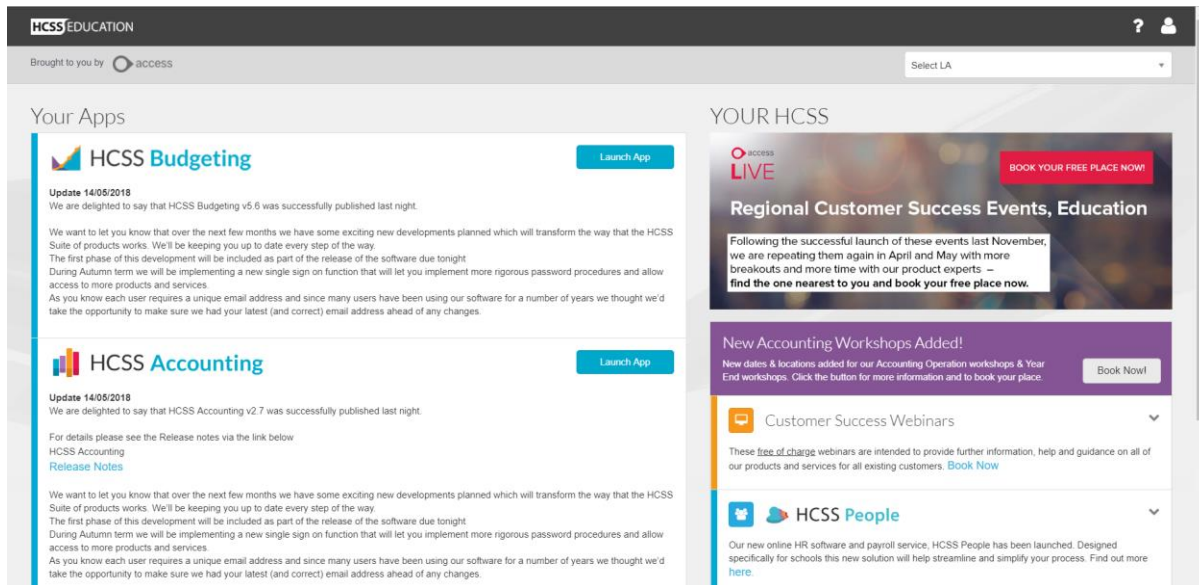 HCSS EDUCATION
?
Brought to you by access
Select LA
Your Apps
HCSS Budgeting
Launch App
Update 14/05/2018
We are delighted to say that HCSS Budgeting v5.6 was successfully published last night.
We want to let you know that over the next few months we have some exciting new developments planned which will transform the way that the HCSS
Suite of products works. We'll be keeping you up to date every step of the way.
The first phase of this development will be included as part of the release of the software due tonight
During Autumn term we will be implementing a new single sign on function that will let you implement more rigorous password procedures and allow
access to more products and services.
As you know each user requires a unique email address and since many users have been using our software for a number of years we thought we'd
take the opportunity to make sure we had your latest (and correct) email address ahead of any changes.
HCSS Accounting
Launch App
Update 14/05/2018
We are delighted to say that HCSS Accounting v2.7 was successfully published last night.
For details please see the Release notes via the link below
HCSS Accounting
Release Notes
We want to let you know that over the next few months we have some exciting new developments planned which will transform the way that the HCSS
Suite of products works. We'll be keeping you up to date every step of the way.
The first phase of this development will be included as part of the release of the software due tonight
During Autumn term we will be implementing a new single sign on function that will let you implement more rigorous password procedures and allow
access to more products and services.
As you know each user requires a unique email address and since many users have been using our software for a number of years we thought we'd
take the opportunity to make sure we had your latest (and correct) email address ahead of any changes.
YOUR HCSS
access
LIVE
BOOK YOUR FREE PLACE NOW!
Regional Customer Success Events, Education
Following the successful launch of these events last November,
we are repeating them again in April and May with more
breakouts and more time with our product experts –
find the one nearest to you and book your free place now.
New Accounting Workshops Added!
New dates & locations added for our Accounting Operation workshops & Year
End workshops. Click the button for more information and to book your place.
Book Now!
Customer Success Webinars
These free of charge webinars are intended to provide further information, help and guidance on all of
our products and services for all existing customers. Book Now
HCSS People
Our new online HR software and payroll service, HCSS People has been launched. Designed
specifically for schools this new solution will help streamline and simplify your process. Find out more
here.